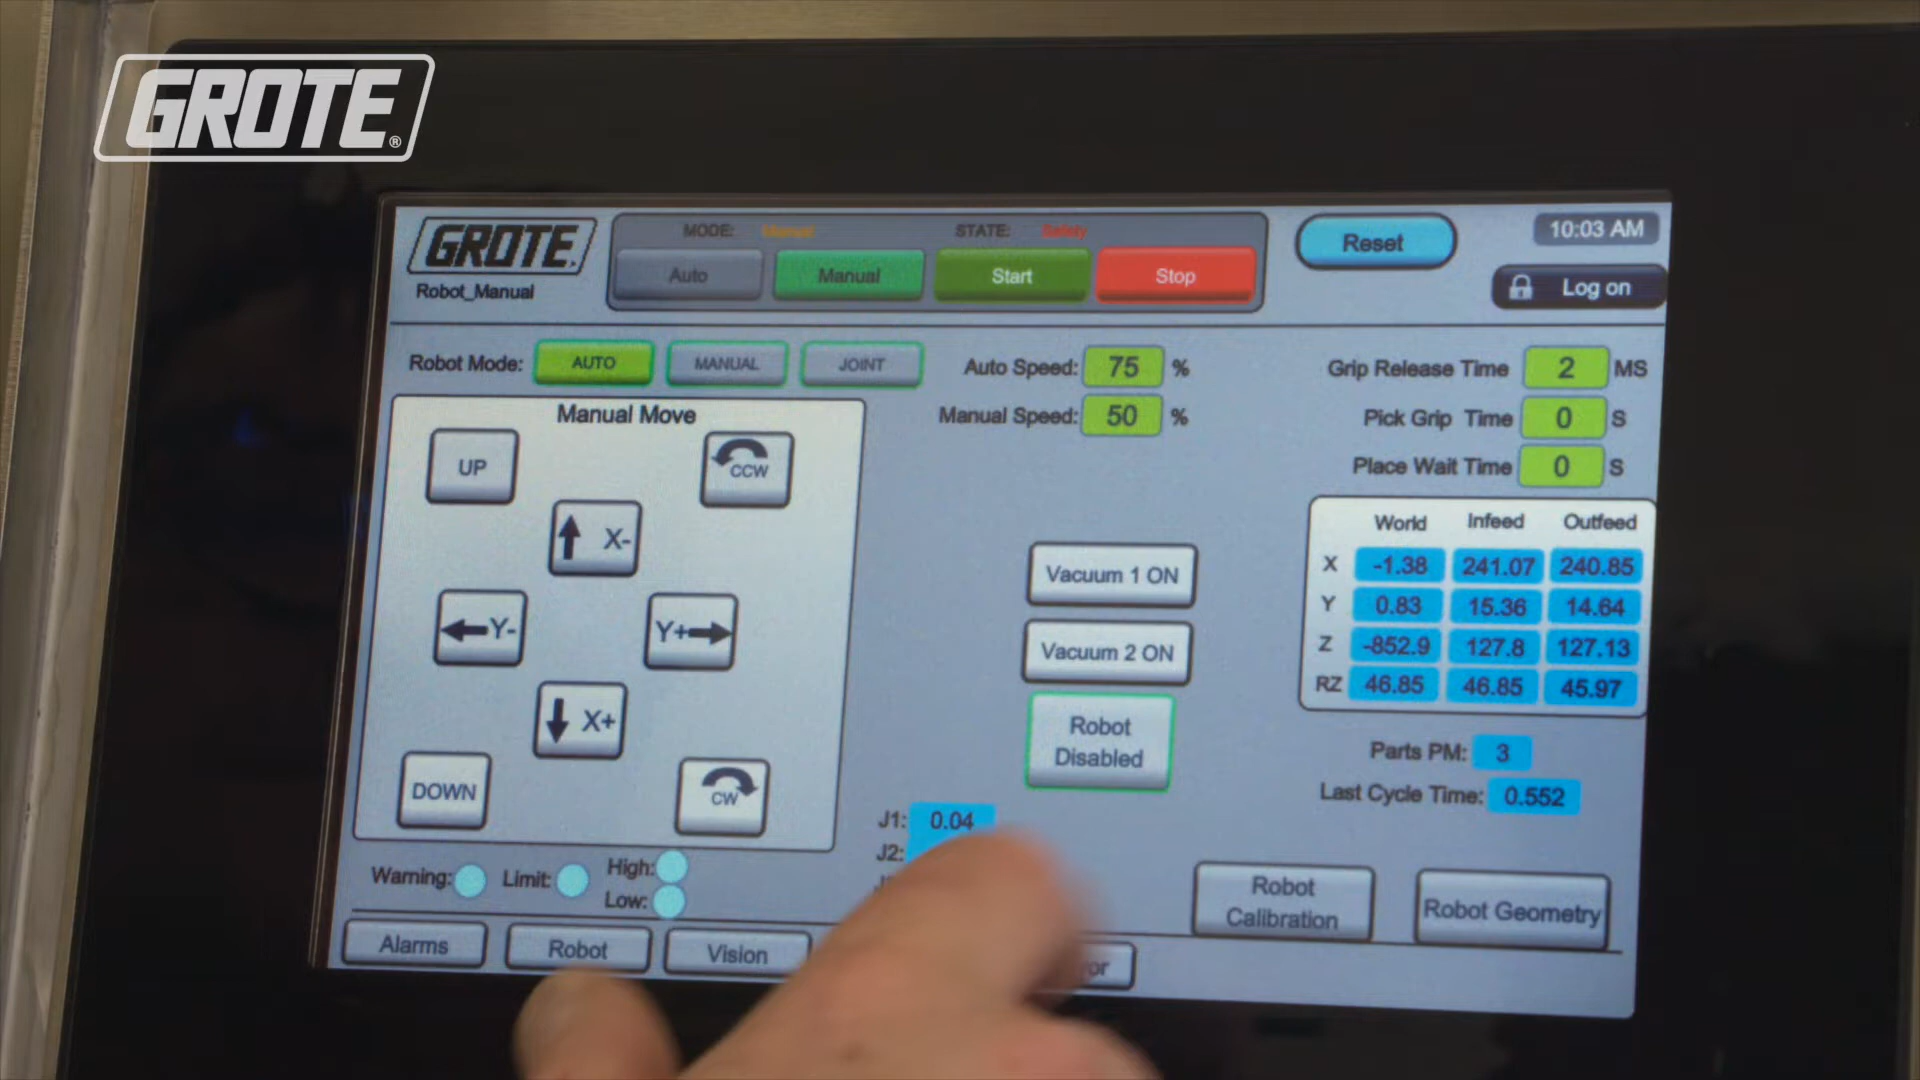 GROTE®
GROTE
Robot_Manual
MODE: Manual
STATE: Safety
Auto
Manual
Start
Stop
Reset
10:03 AM
Log on
Robot Mode:
AUTO
MANUAL
JOINT
Auto Speed: 75 %
Manual Speed: 50 %
Grip Release Time 2 MS
Pick Grip Time 0 S
Place Wait Time 0 S
Manual Move
UP
CCW
X-
Y-
Y+
X+
DOWN
CW
Vacuum 1 ON
Vacuum 2 ON
Robot
Disabled
World Infeed Outfeed
X -1.38 241.07 240.85
Y 0.83 15.36 14.64
Z -852.9 127.8 127.13
RZ 46.85 46.85 45.97
Parts PM: 3
Last Cycle Time: 0.552
J1: 0.04
J2:
Warning:
Limit:
High:
Low:
Robot
Calibration
Robot Geometry
Alarms
Robot
Vision